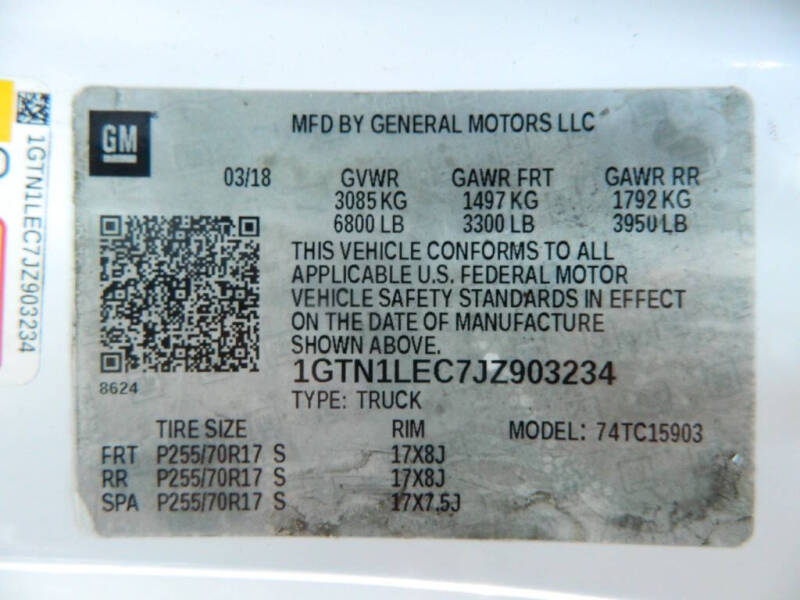 1GTN1LEC7JZ903234
GM
MFD BY GENERAL MOTORS LLC
03/18 GVWR GAWR FRT GAWR RR
3085 KG 1497 KG 1792 KG
6800 LB 3300 LB 3950 LB
THIS VEHICLE CONFORMS TO ALL
APPLICABLE U.S. FEDERAL MOTOR
VEHICLE SAFETY STANDARDS IN EFFECT
ON THE DATE OF MANUFACTURE
SHOWN ABOVE.
1GTN1LEC7JZ903234
8624
TYPE: TRUCK
TIRE SIZE RIM MODEL: 74TC15903
FRT P255/70R17 S 17X8J
RR P255/70R17 S 17X8J
SPA P255/70R17 S 17X7.5J